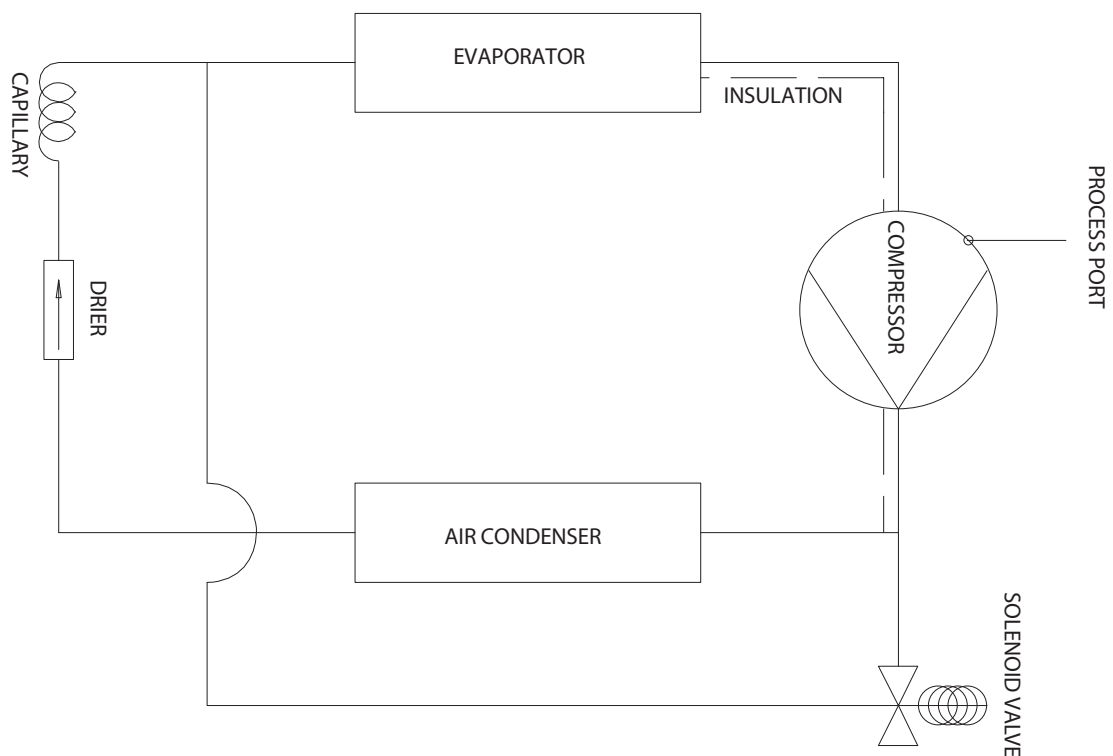 EVAPORATOR
INSULATION
CAPILLARY
PROCESS PORT
COMPRESSOR
DRIER
AIR CONDENSER
SOLENOID VALVE